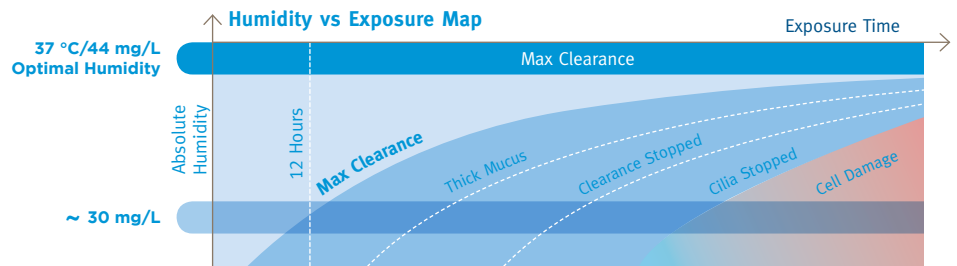 Humidity vs Exposure Map
Exposure Time
37 °C/44 mg/L
Optimal Humidity
Max Clearance
Absolute
Humidity
12 Hours
Max Clearance
Thick Mucus
Clearance Stopped
Cilia Stopped
Cell Damage
~ 30 mg/L